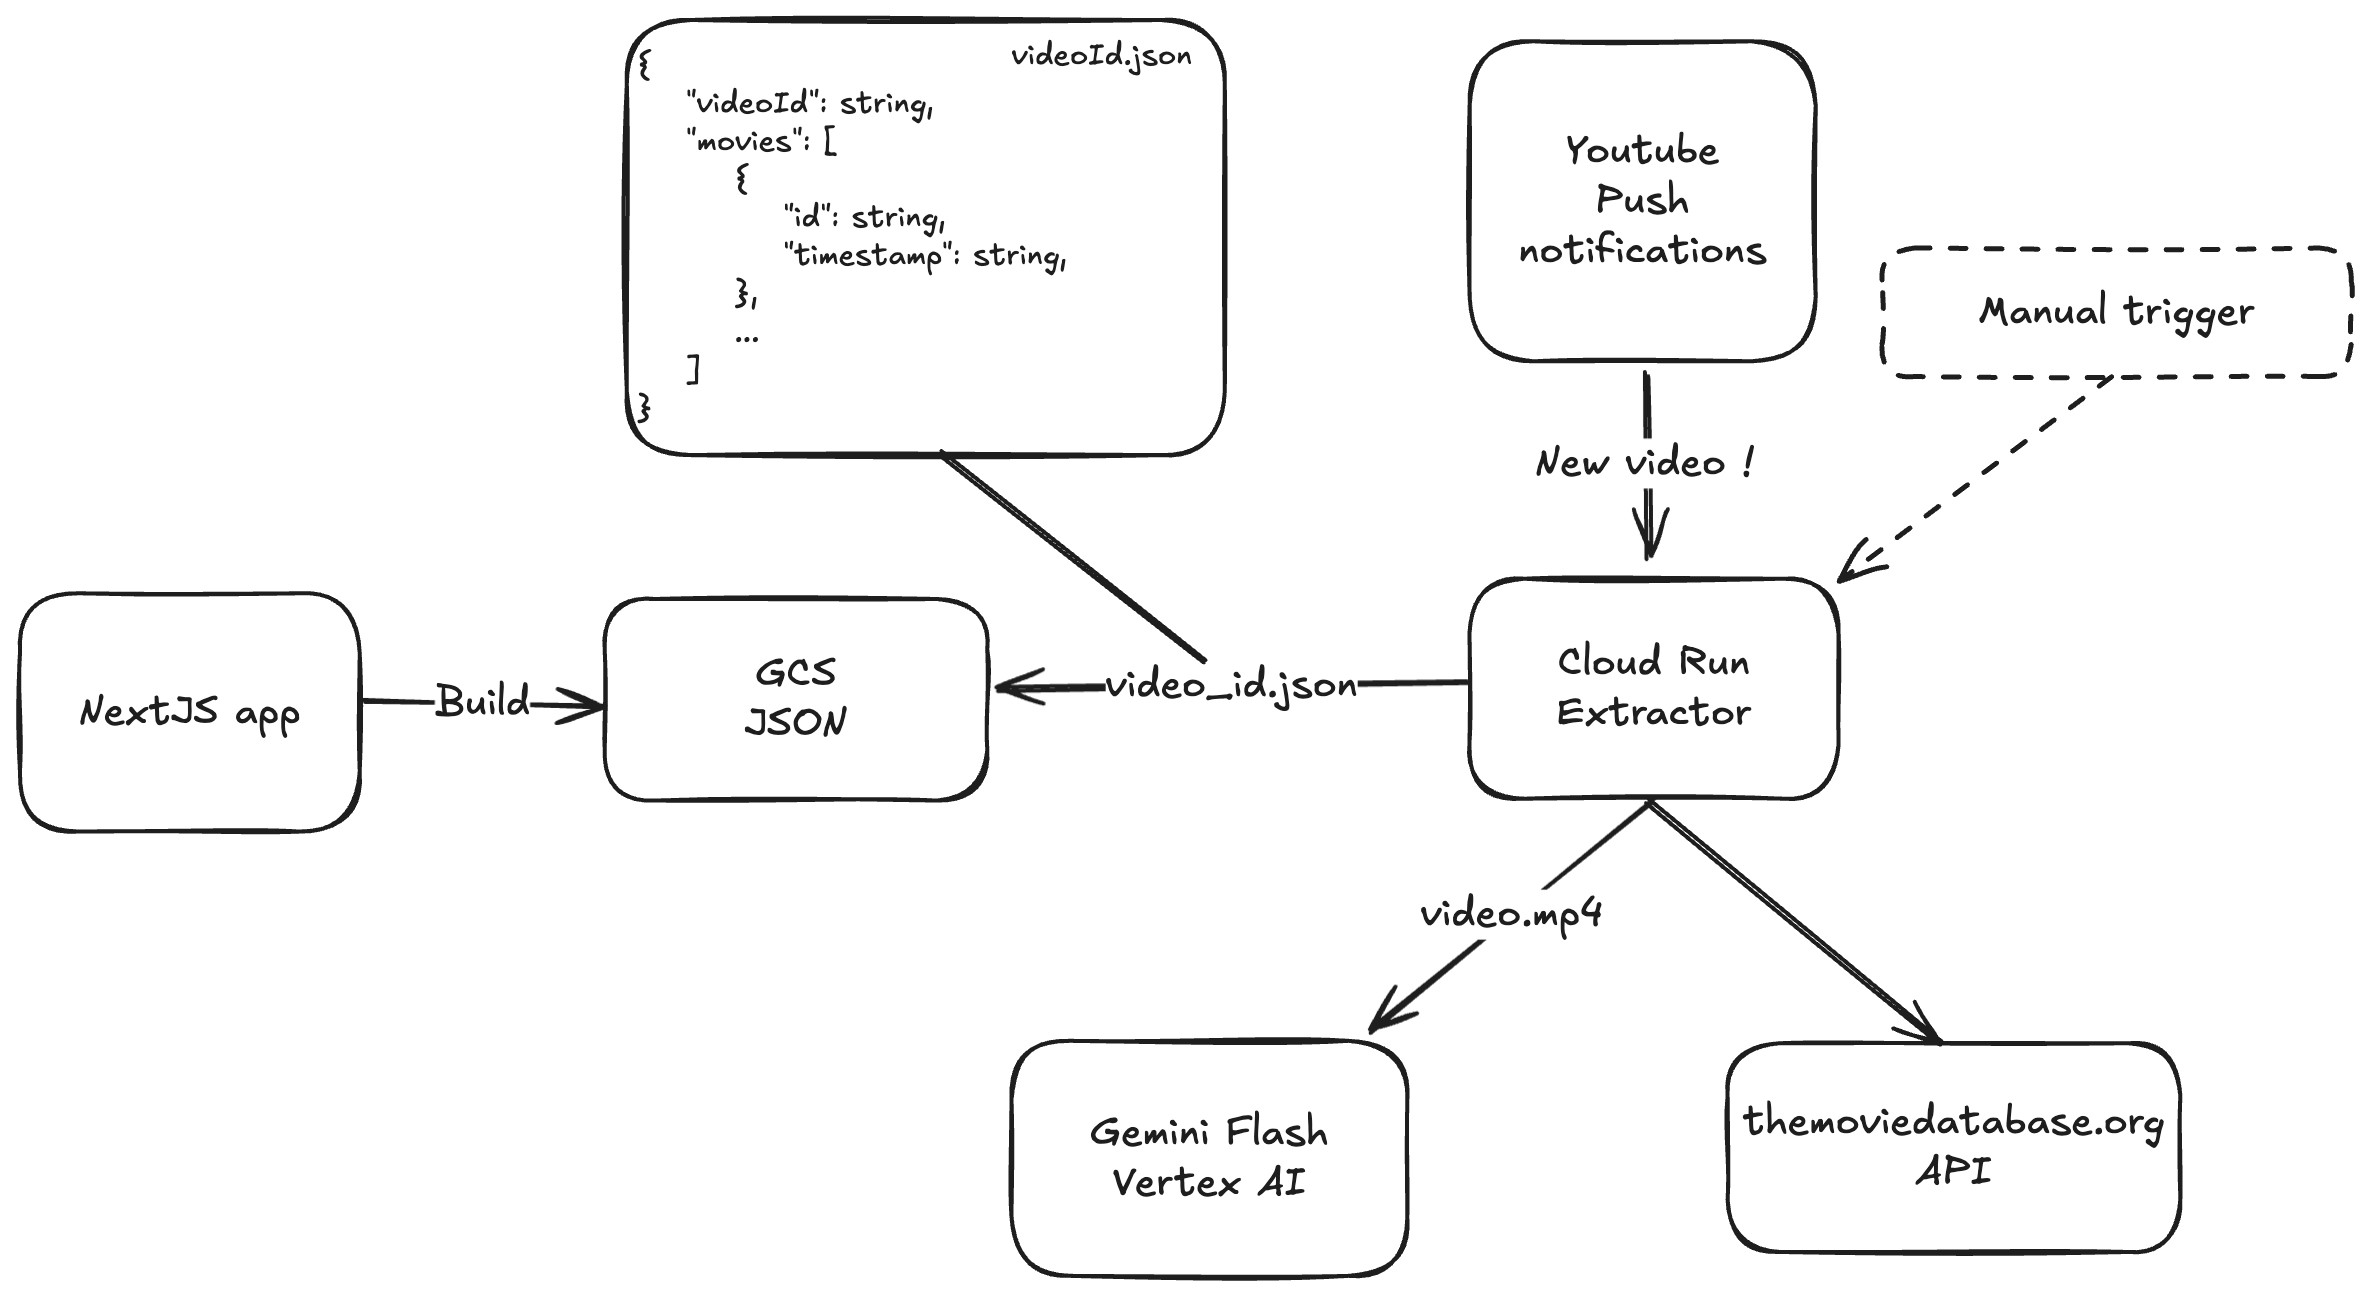 videoId.json
{
"videoId": string,
"movies": [
{
"id": string,
"timestamp": string,
},
...
]
}
Youtube
Push
notifications
Manual trigger
New video !
NextJS app
Build
GCS
JSON
video_id.json
Cloud Run
Extractor
video.mp4
Gemini Flash
Vertex AI
themoviedatabase.org
API